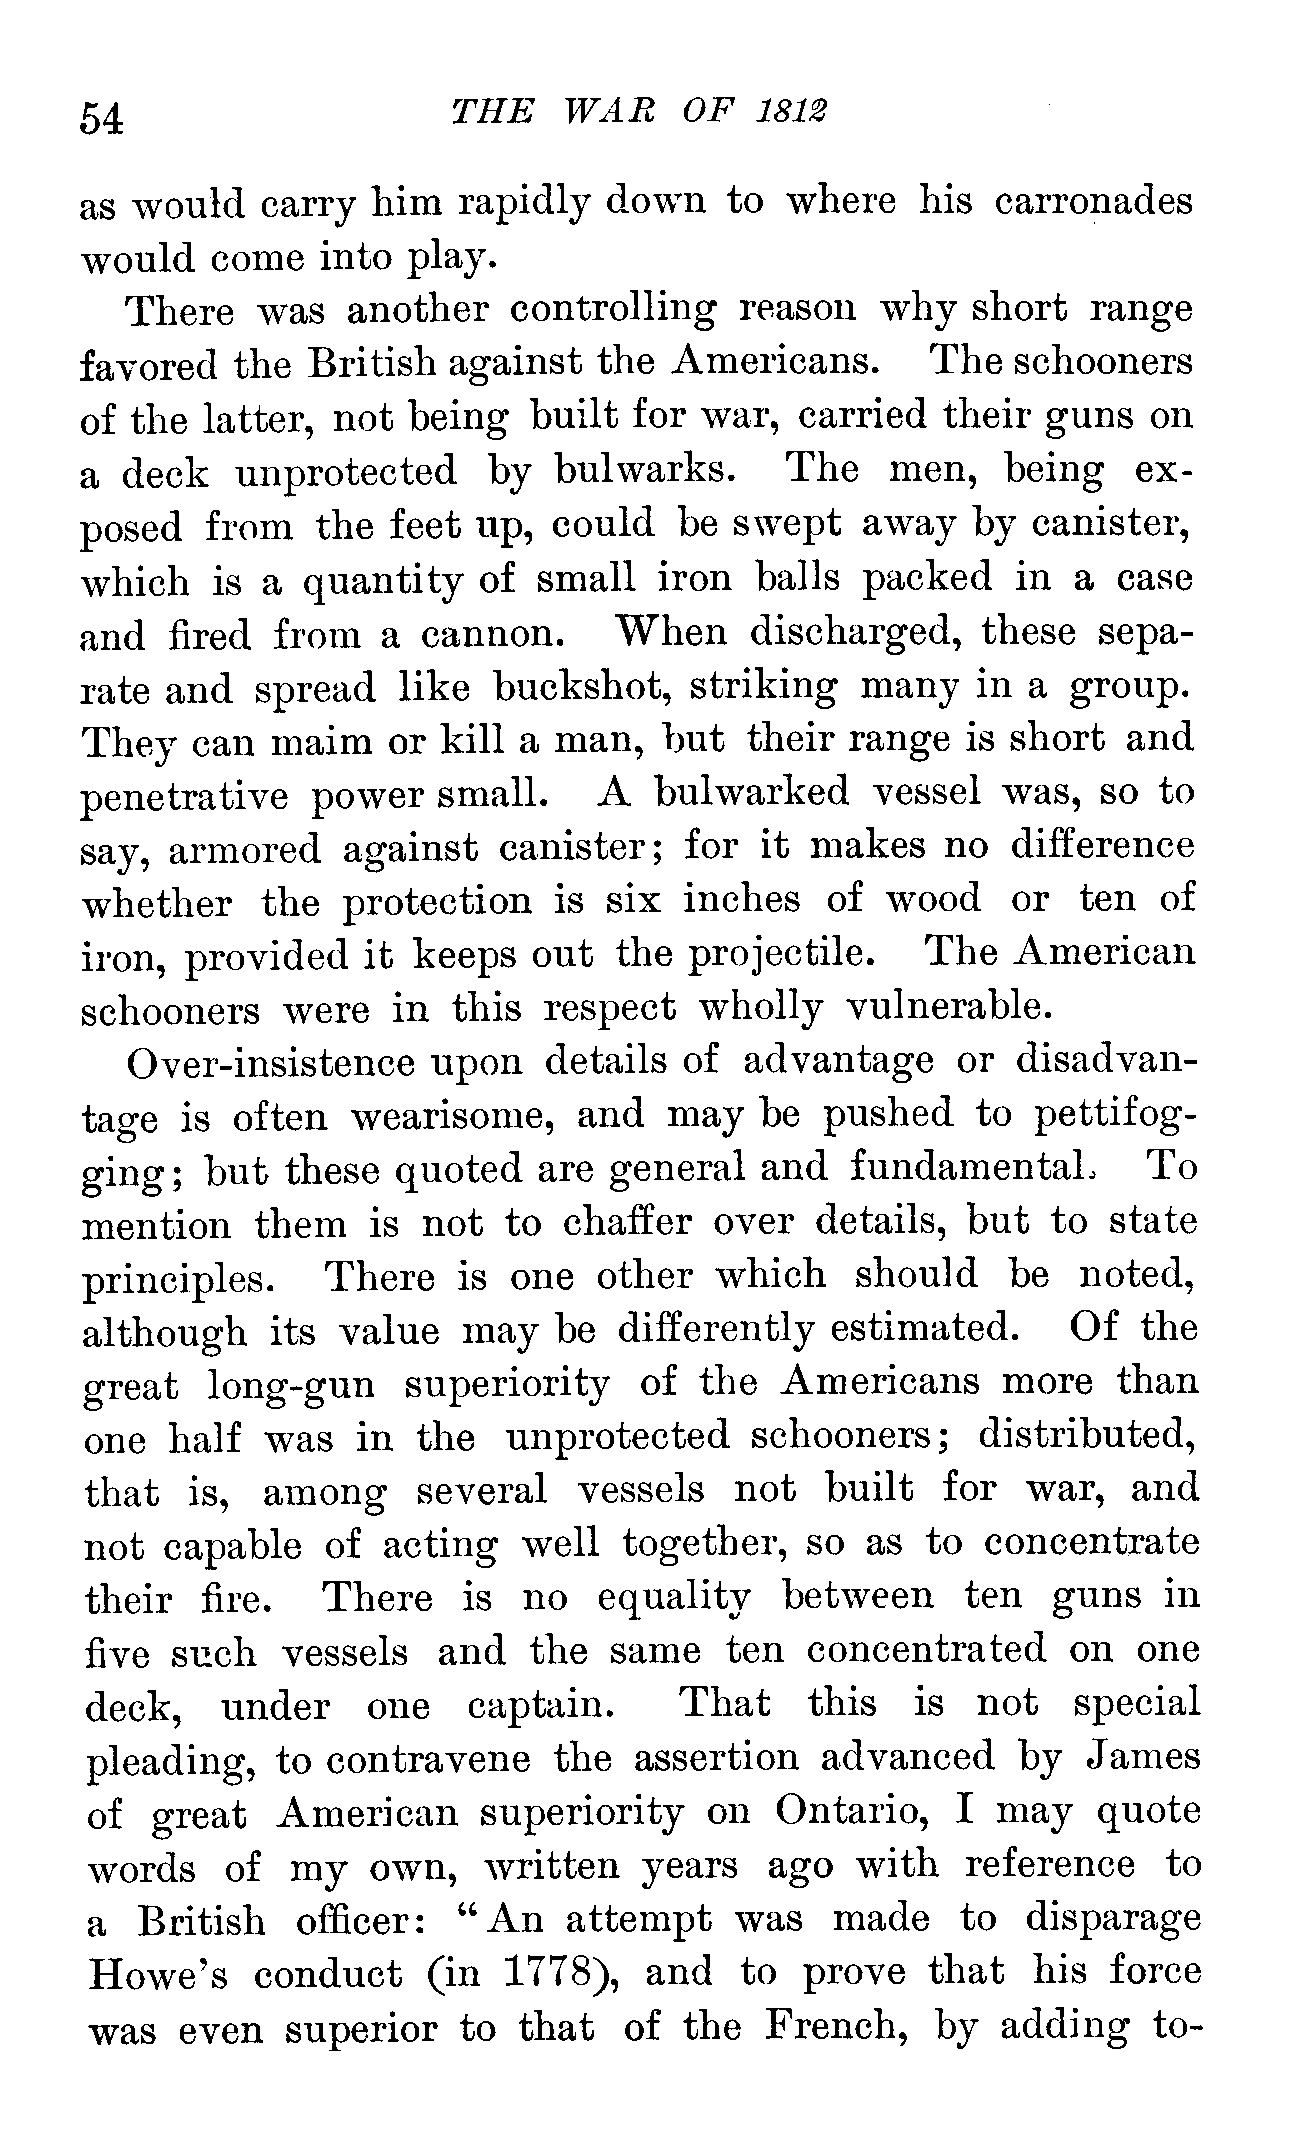 54 THE WAR OF 1812
as would carry him rapidly down to where his carronades
would come into play.
There was another controlling reason why short range
favored the British against the Americans. The schooners
of the latter, not being built for war, carried their guns on
a deck unprotected by bulwarks. The men, being ex-
posed from the feet up, could be swept away by canister,
which is a quantity of small iron balls packed in a case
and fired from a cannon. When discharged, these sepa-
rate and spread like buckshot, striking many in a group.
They can maim or kill a man, but their range is short and
penetrative power small. A bulwarked vessel was, so to
say, armored against canister; for it makes no difference
whether the protection is six inches of wood or ten of
iron, provided it keeps out the projectile. The American
schooners were in this respect wholly vulnerable.
Over-insistence upon details of advantage or disadvan-
tage is often wearisome, and may be pushed to pettifog-
ging; but these quoted are general and fundamental. To
mention them is not to chaffer over details, but to state
principles. There is one other which should be noted,
although its value may be differently estimated. Of the
great long-gun superiority of the Americans more than
one half was in the unprotected schooners; distributed,
that is, among several vessels not built for war, and
not capable of acting well together, so as to concentrate
their fire. There is no equality between ten guns in
five such vessels and the same ten concentrated on one
deck, under one captain. That this is not special
pleading, to contravene the assertion advanced by James
of great American superiority on Ontario, I may quote
words of my own, written years ago with reference to
a British officer: "An attempt was made to disparage
Howe's conduct (in 1778), and to prove that his force
was even superior to that of the French, by adding to-